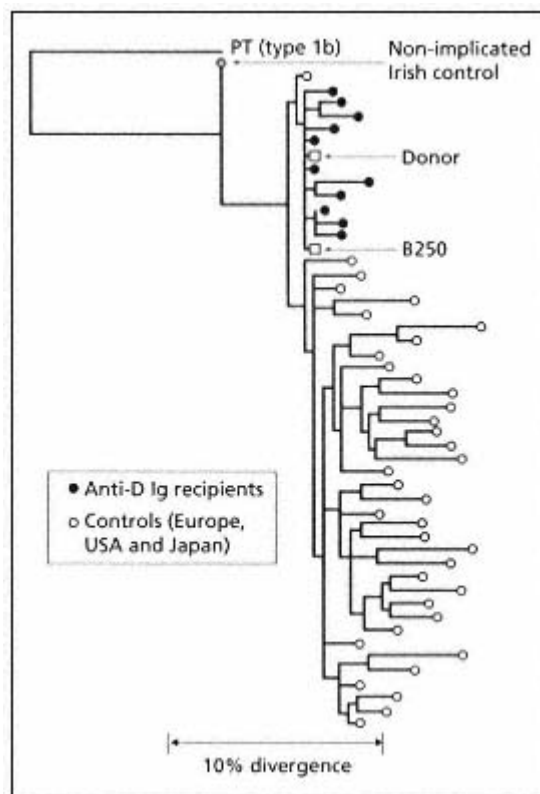 PT (type 1b)
Non-implicated
Irish control
Donor
B250
Anti-D Ig recipients
Controls (Europe,
USA and Japan)
10% divergence